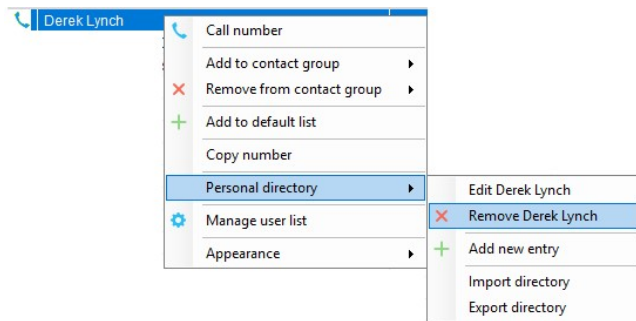 Derek Lynch
Call number
Add to contact group
Remove from contact group
Add to default list
Copy number
Personal directory
Manage user list
Appearance
Edit Derek Lynch
Remove Derek Lynch
Add new entry
Import directory
Export directory